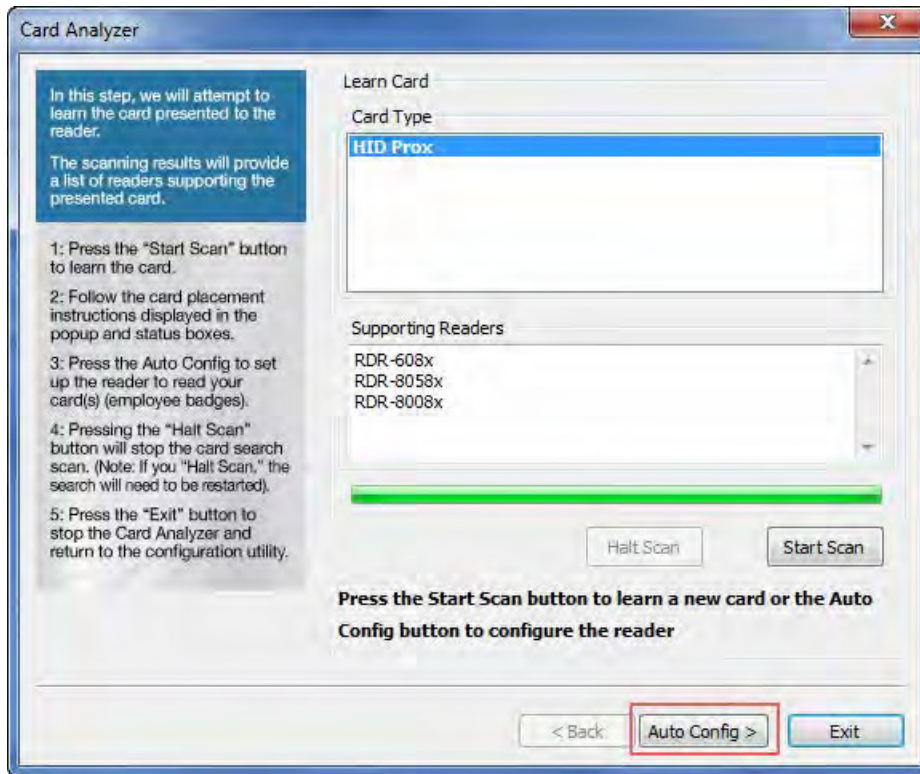 Card Analyzer
In this step, we will attempt to
learn the card presented to the
reader.
The scanning results will provide
a list of readers supporting the
presented card.
1: Press the "Start Scan" button
to learn the card.
2: Follow the card placement
instructions displayed in the
popup and status boxes.
3: Press the Auto Config to set
up the reader to read your
card(s) (employee badges).
4: Pressing the "Halt Scan"
button will stop the card search
scan. (Note: If you "Halt Scan," the
search will need to be restarted).
5: Press the "Exit" button to
stop the Card Analyzer and
return to the configuration utility.
Learn Card
Card Type
HID Prox
Supporting Readers
RDR-608x
RDR-8058x
RDR-8008x
Halt Scan
Start Scan
Press the Start Scan button to learn a new card or the Auto
Config button to configure the reader
< Back
Auto Config >
Exit